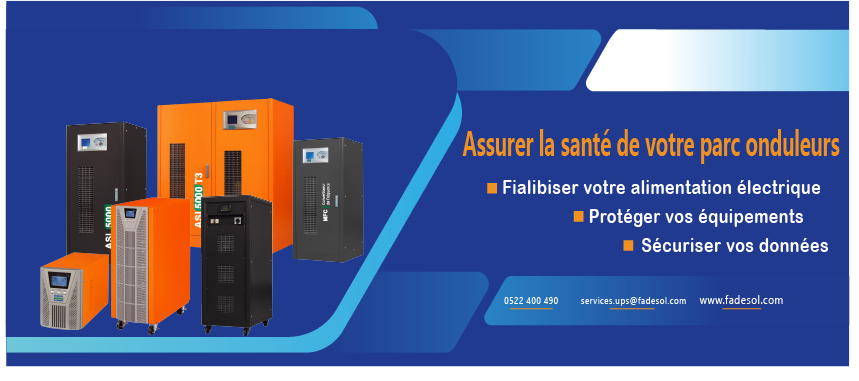 Assurer la santé de votre parc onduleurs
Fialibiser votre alimentation électrique
Protéger vos équipements
Sécuriser vos données
0522 400 490 services.ups@fadesol.com www.fadesol.com
ASI 5000
ASI 5000 T3
MFC